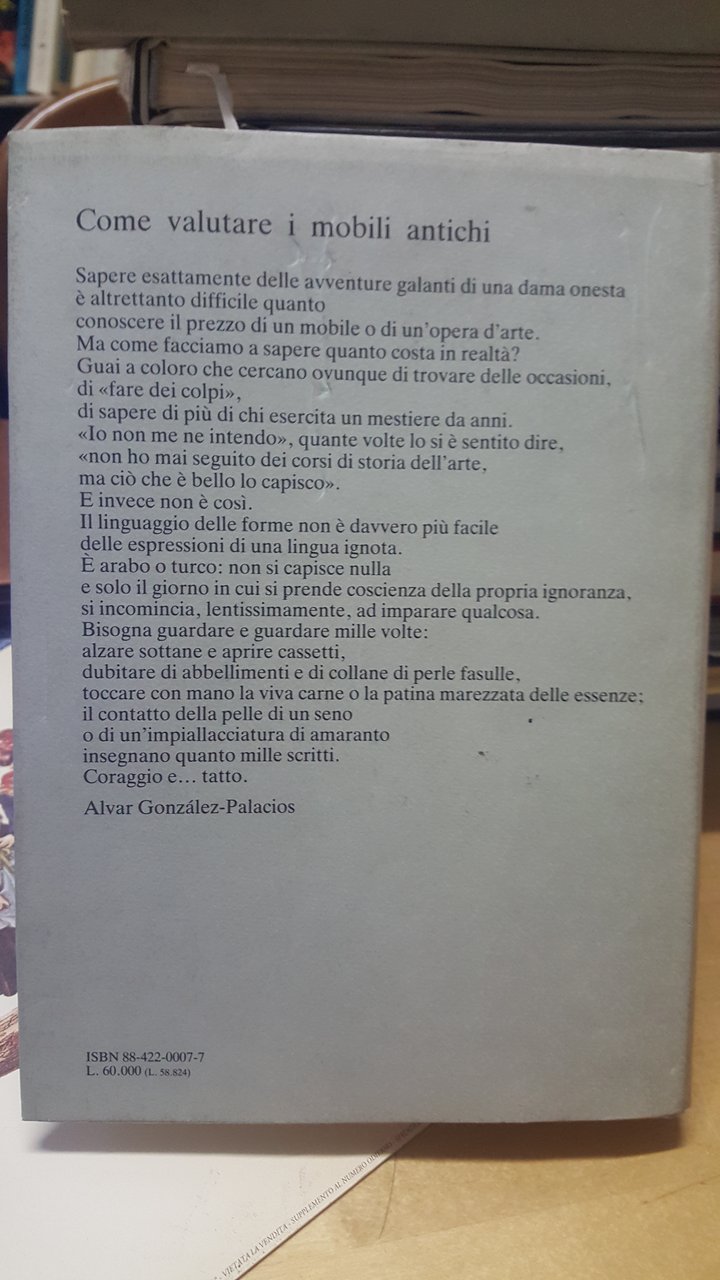 Come valutare i mobili antichi
Sapere esattamente delle avventure galanti di una dama onesta
è altrettanto difficile quanto
conoscere il prezzo di un mobile o di un'opera d'arte.
Ma come facciamo a sapere quanto costa in realtà?
Guai a coloro che cercano ovunque di trovare delle occasioni,
di «fare dei colpi»,
di sapere di più di chi esercita un mestiere da anni.
«Io non me ne intendo», quante volte lo si è sentito dire,
«non ho mai seguito dei corsi di storia dell'arte,
ma ciò che è bello lo capisco».
E invece non è così.
Il linguaggio delle forme non è davvero più facile
delle espressioni di una lingua ignota.
È arabo o turco: non si capisce nulla
e solo il giorno in cui si prende coscienza della propria ignoranza,
si incomincia, lentissimamente, ad imparare qualcosa.
Bisogna guardare e guardare mille volte:
alzare sottane e aprire cassetti,
dubitare di abbellimenti e di collane di perle fasulle,
toccare con mano la viva carne o la patina marezzata delle essenze;
il contatto della pelle di un seno
o di un'impiallacciatura di amaranto
insegnano quanto mille scritti.
Coraggio e... tatto.
Alvar González-Palacios
ISBN 88-422-0007-7
L. 60.000 (L. 58.824)
VIETATA LA VENDITA - SUPPLEMENTO AL NUMERO